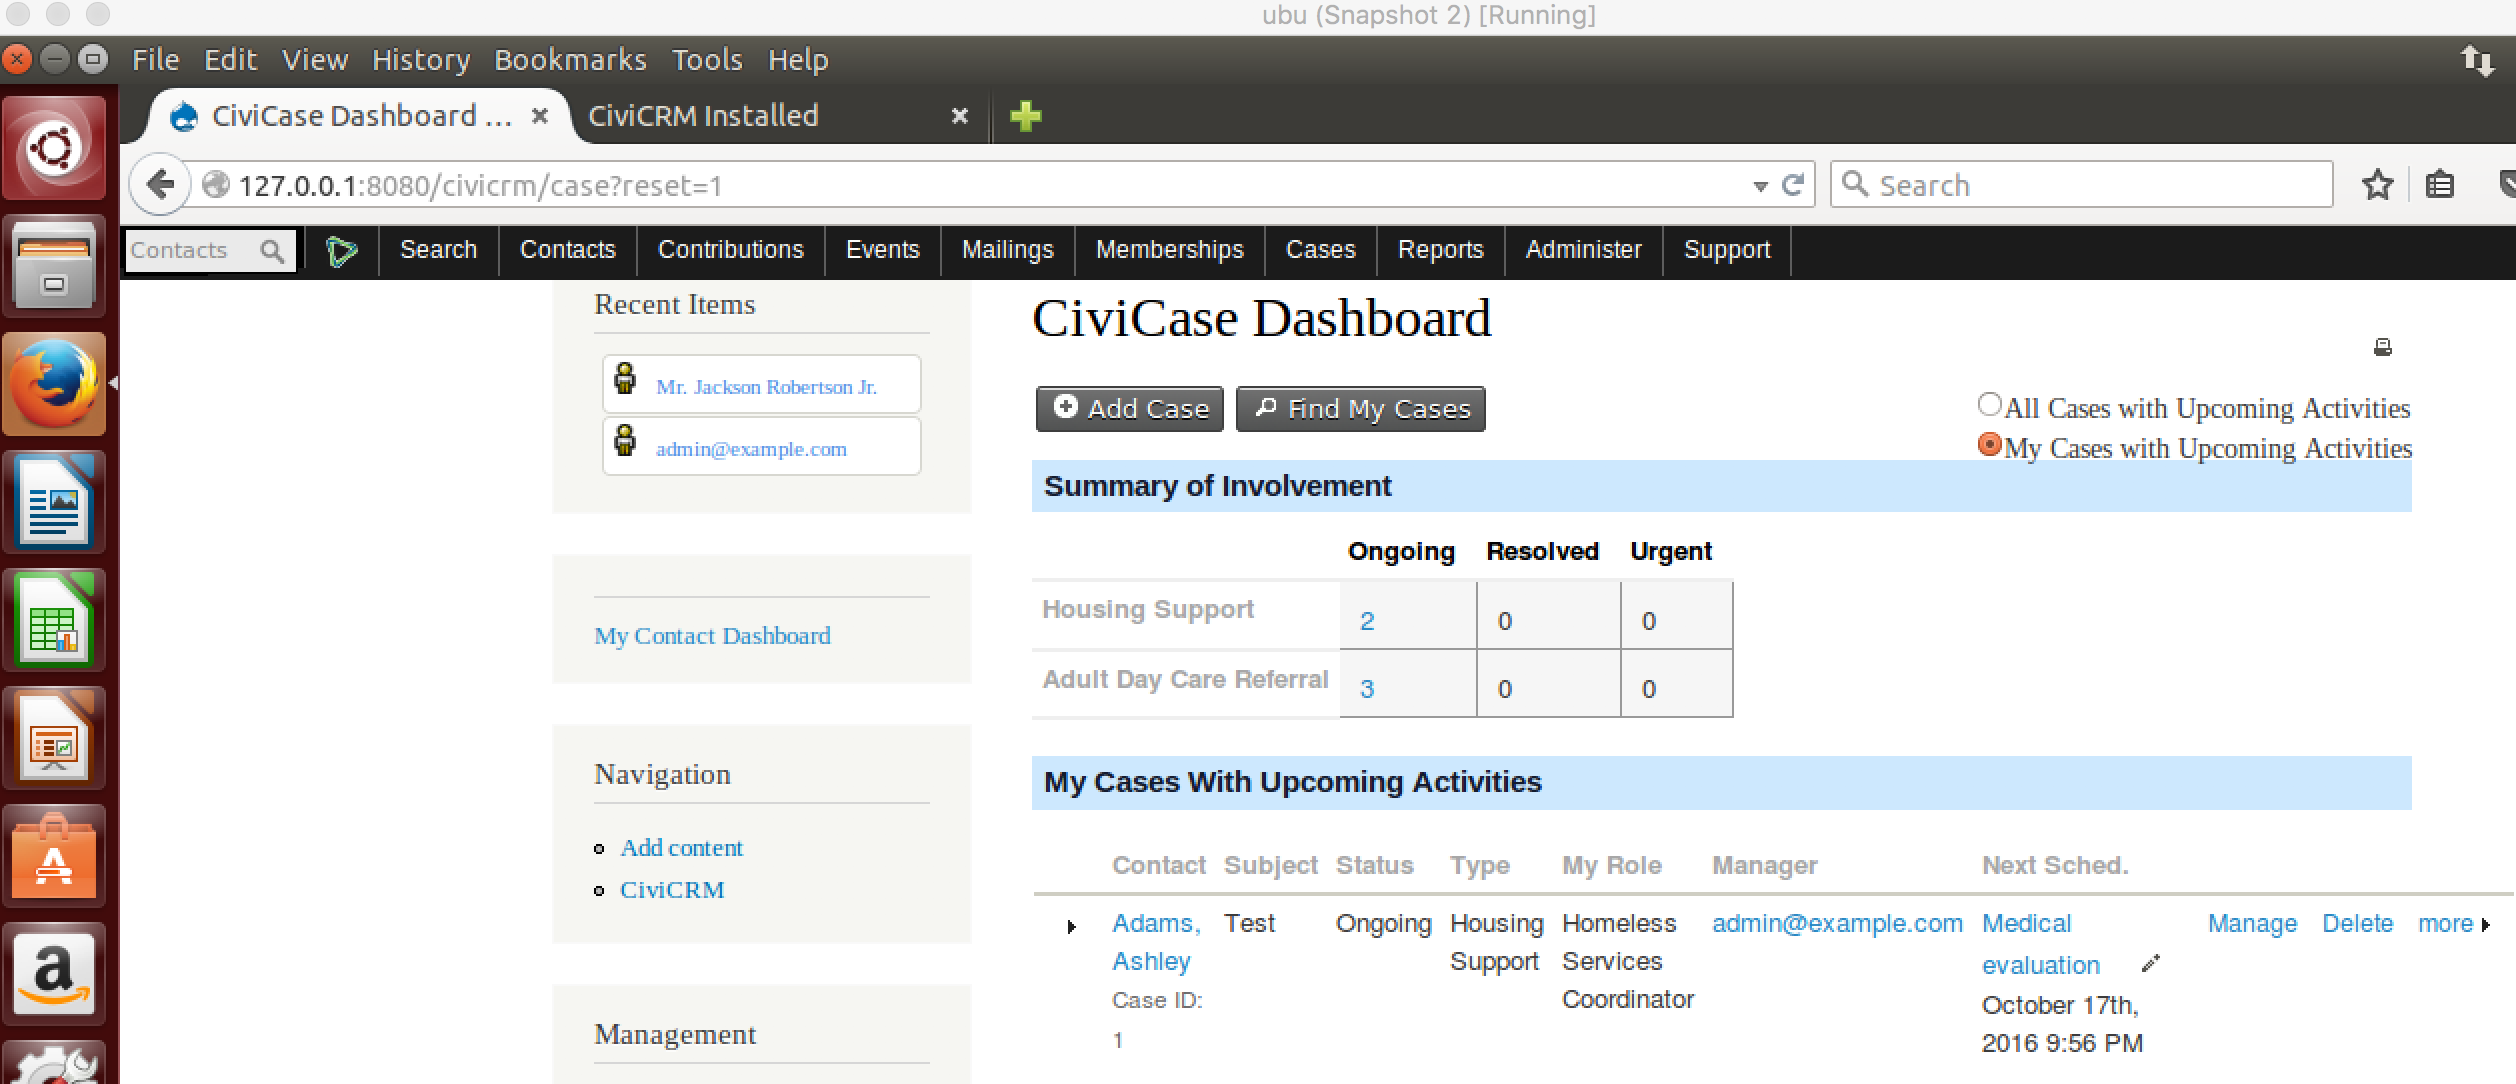 ubu (Snapshot 2) [Running]
File Edit View History Bookmarks Tools Help
CiviCase Dashboard ... CiviCRM Installed
127.0.0.1:8080/civicrm/case?reset=1 Search
Contacts Search Contacts Contributions Events Mailings Memberships Cases Reports Administer Support
Recent Items
Mr. Jackson Robertson Jr.
admin@example.com
My Contact Dashboard
Navigation
Add content
CiviCRM
Management
CiviCase Dashboard
Add Case Find My Cases
All Cases with Upcoming Activities
My Cases with Upcoming Activities
Summary of Involvement
Ongoing Resolved Urgent
Housing Support 2 0 0
Adult Day Care Referral 3 0 0
My Cases With Upcoming Activities
Contact Subject Status Type My Role Manager Next Sched.
Adams, Test Ongoing Housing Homeless admin@example.com Medical Manage Delete more
Ashley Support Services evaluation
Case ID: Coordinator October 17th,
1 2016 9:56 PM